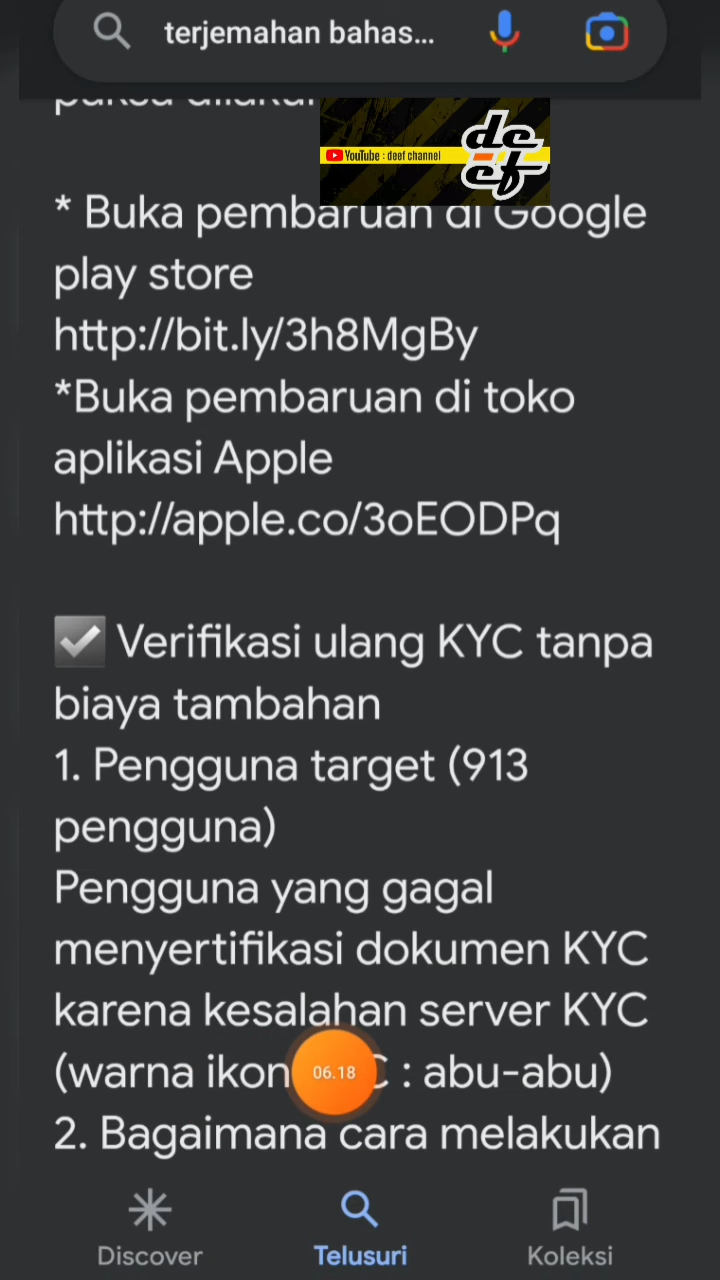 terjemahan bahas...
YouTube : deef channel
de
ef
* Buka pembaruan di Google
play store
http://bit.ly/3h8MgBy
*Buka pembaruan di toko
aplikasi Apple
http://apple.co/3oEODPq
Verifikasi ulang KYC tanpa
biaya tambahan
1. Pengguna target (913
pengguna)
Pengguna yang gagal
menyertifikasi dokumen KYC
karena kesalahan server KYC
(warna ikon C : abu-abu)
06.18
2. Bagaimana cara melakukan
Discover
Telusuri
Koleksi